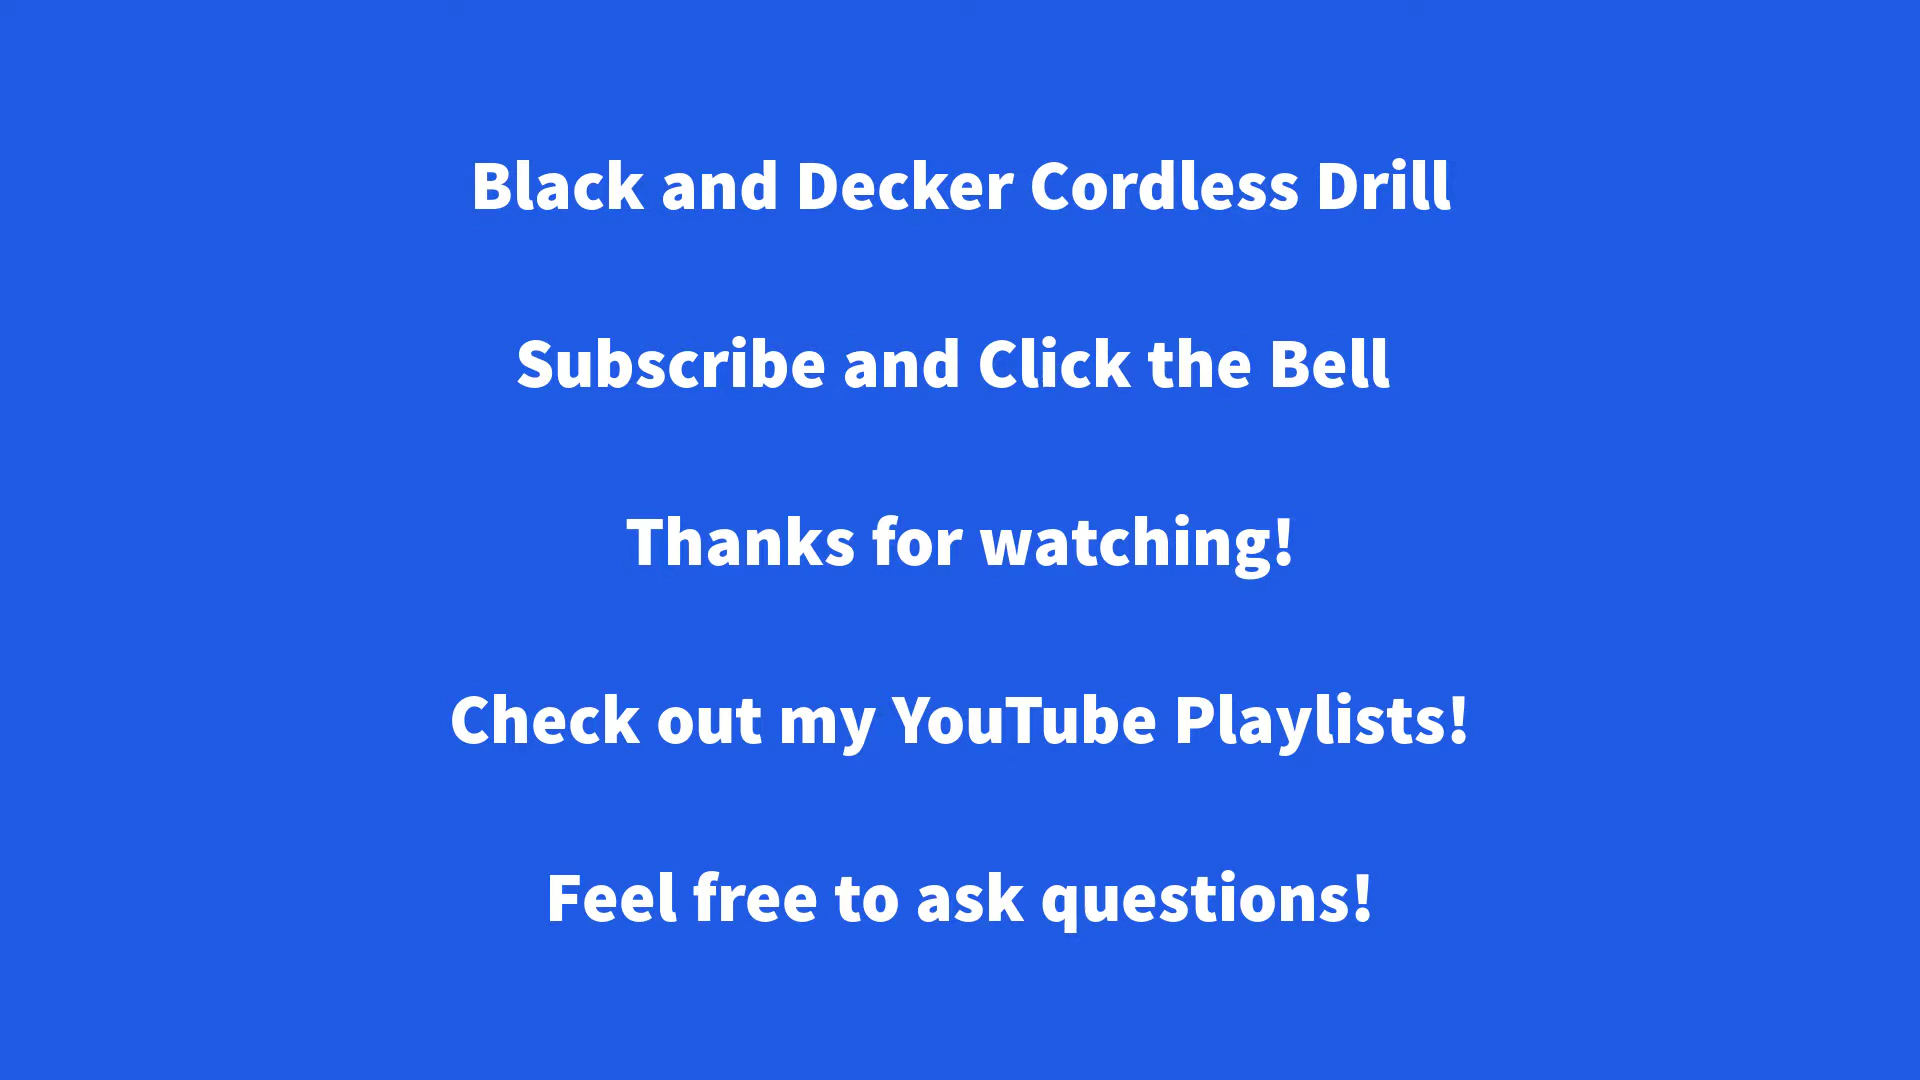 Black and Decker Cordless Drill
Subscribe and Click the Bell
Thanks for watching!
Check out my YouTube Playlists!
Feel free to ask questions!